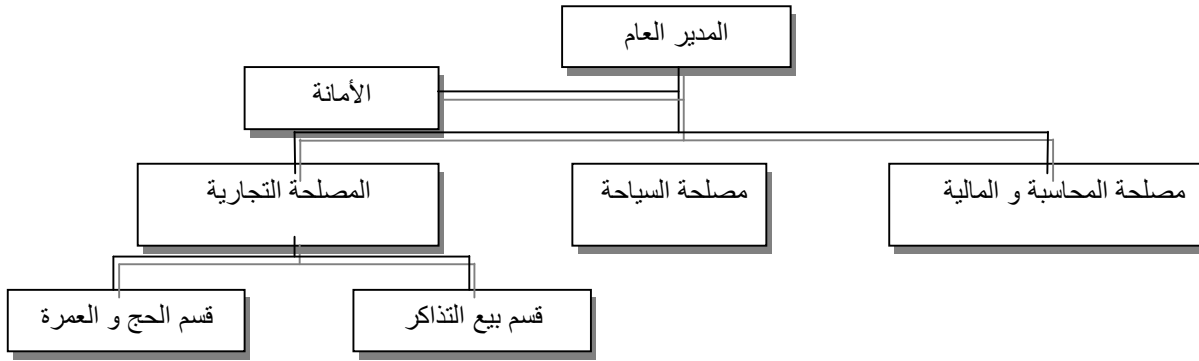 المدير العام
الأمانة
مصلحة المحاسبة و المالية
مصلحة السياحة
المصلحة التجارية
قسم بيع التذاكر
قسم الحج و العمرة